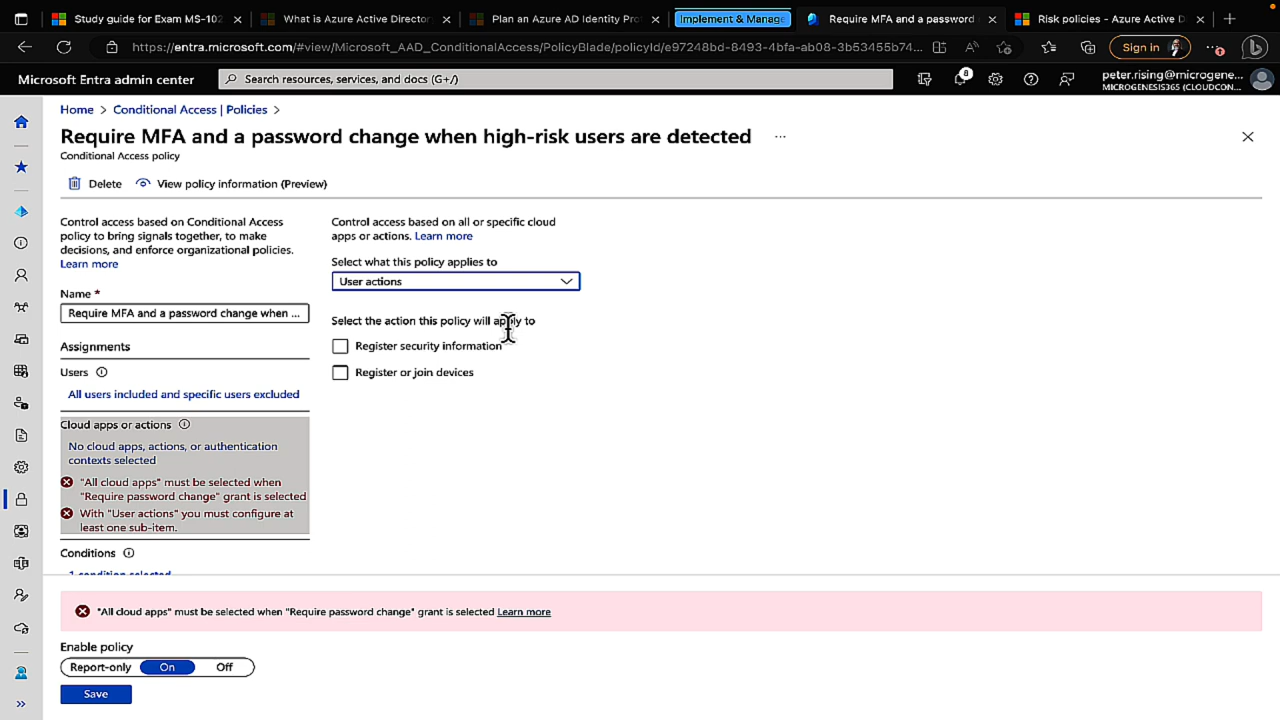 Study guide for Exam MS-102
What is Azure Active Director
Plan an Azure AD Identity Pro
Implement & Manage
Require MFA and a password
Risk policies - Azure Active D
https://entra.microsoft.com/#view/Microsoft_AAD_ConditionalAccess/PolicyBlade/policyId/e97248bd-8493-4bfa-ab08-3b53455b74...
Sign in
Microsoft Entra admin center
Search resources, services, and docs (G+/)
8
peter.rising@microgene...
MICROGENESIS365 (CLOUDCON...
Home > Conditional Access | Policies >
Require MFA and a password change when high-risk users are detected ...
Conditional Access policy
Delete
View policy information (Preview)
Control access based on Conditional Access
policy to bring signals together, to make
decisions, and enforce organizational policies.
Learn more
Name *
Require MFA and a password change when ...
Assignments
Users
All users included and specific users excluded
Cloud apps or actions
No cloud apps, actions, or authentication
contexts selected
"All cloud apps" must be selected when
"Require password change" grant is selected
With "User actions" you must configure at
least one sub-item.
Conditions
1 condition selected
Control access based on all or specific cloud
apps or actions. Learn more
Select what this policy applies to
User actions
Select the action this policy will apply to
Register security information
Register or join devices
"All cloud apps" must be selected when "Require password change" grant is selected Learn more
Enable policy
Report-only On Off
Save